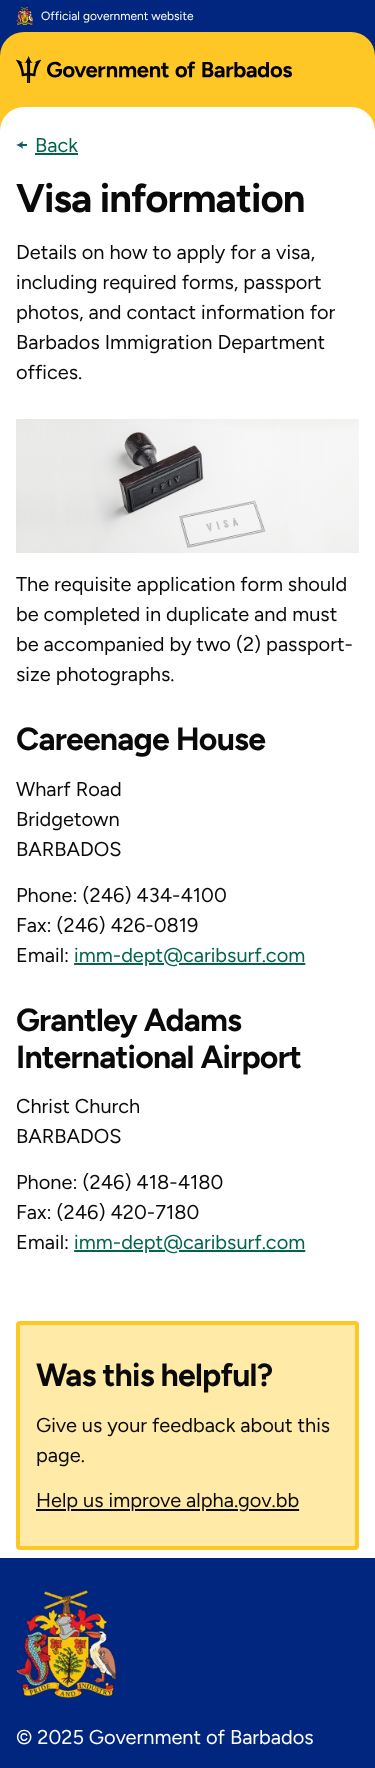 Official government website
Government of Barbados
Back
Visa information
Details on how to apply for a visa,
including required forms, passport
photos, and contact information for
Barbados Immigration Department
offices.
VISA
The requisite application form should
be completed in duplicate and must
be accompanied by two (2) passport-
size photographs.
Careenage House
Wharf Road
Bridgetown
BARBADOS
Phone: (246) 434-4100
Fax: (246) 426-0819
Email: imm-dept@caribsurf.com
Grantley Adams
International Airport
Christ Church
BARBADOS
Phone: (246) 418-4180
Fax: (246) 420-7180
Email: imm-dept@caribsurf.com
Was this helpful?
Give us your feedback about this
page.
Help us improve alpha.gov.bb
PRIDE AND INDUSTRY
© 2025 Government of Barbados